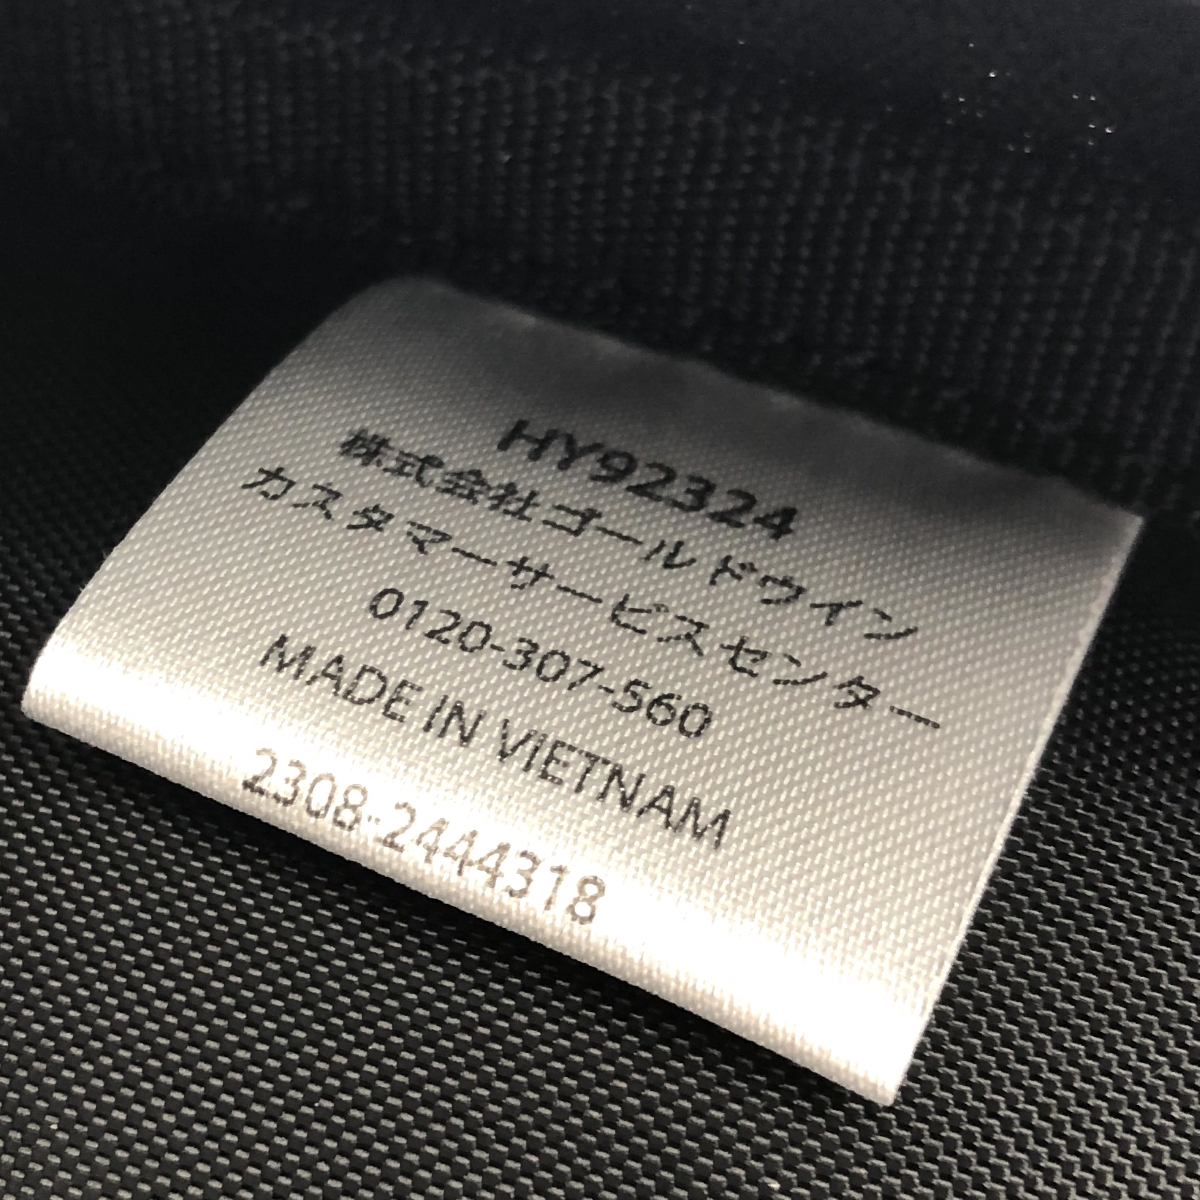 HY92324
株式会社ゴールドウイン
カスタマーサービスセンター
0120-307-560
MADE IN VIETNAM
2308-2444318